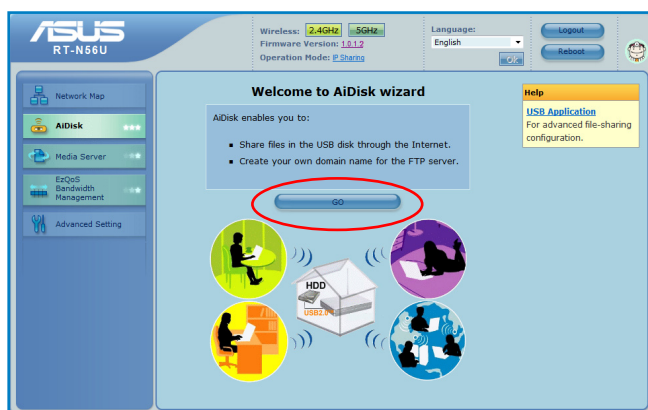 ASUS
RT-N56U
Wireless: 2.4GHz 5GHz
Firmware Version: 1.0.1.2
Operation Mode: IP Sharing
Language:
English
OK
Logout
Reboot
Network Map
AiDisk
Media Server
EzQoS
Bandwidth
Management
Advanced Setting
Welcome to AiDisk wizard
AiDisk enables you to:
Share files in the USB disk through the Internet.
Create your own domain name for the FTP server.
GO
HDD
USB2.0
Help
USB Application
For advanced file-sharing
configuration.